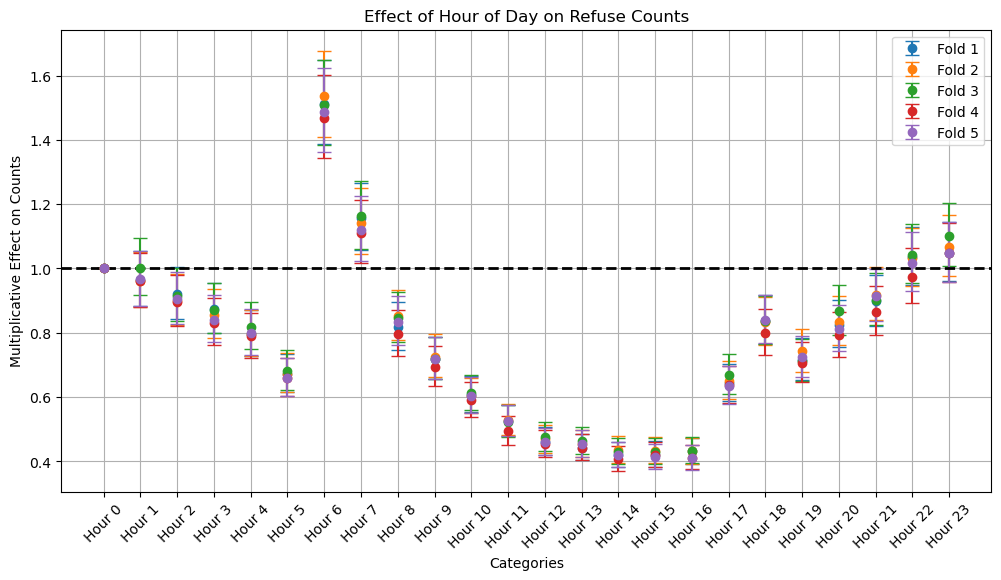 Effect of Hour of Day on Refuse Counts
Multiplicative Effect on Counts
1.6
1.4
1.2
1.0
0.8
0.6
0.4
Fold 1
Fold 2
Fold 3
Fold 4
Fold 5
Hour 0
Hour 1
Hour 2
Hour 3
Hour 4
Hour 5
Hour 6
Hour 7
Hour 8
Hour 9
Hour 10
Hour 11
Hour 12
Hour 13
Hour 14
Hour 15
Hour 16
Hour 17
Hour 18
Hour 19
Hour 20
Hour 21
Hour 22
Hour 23
Categories